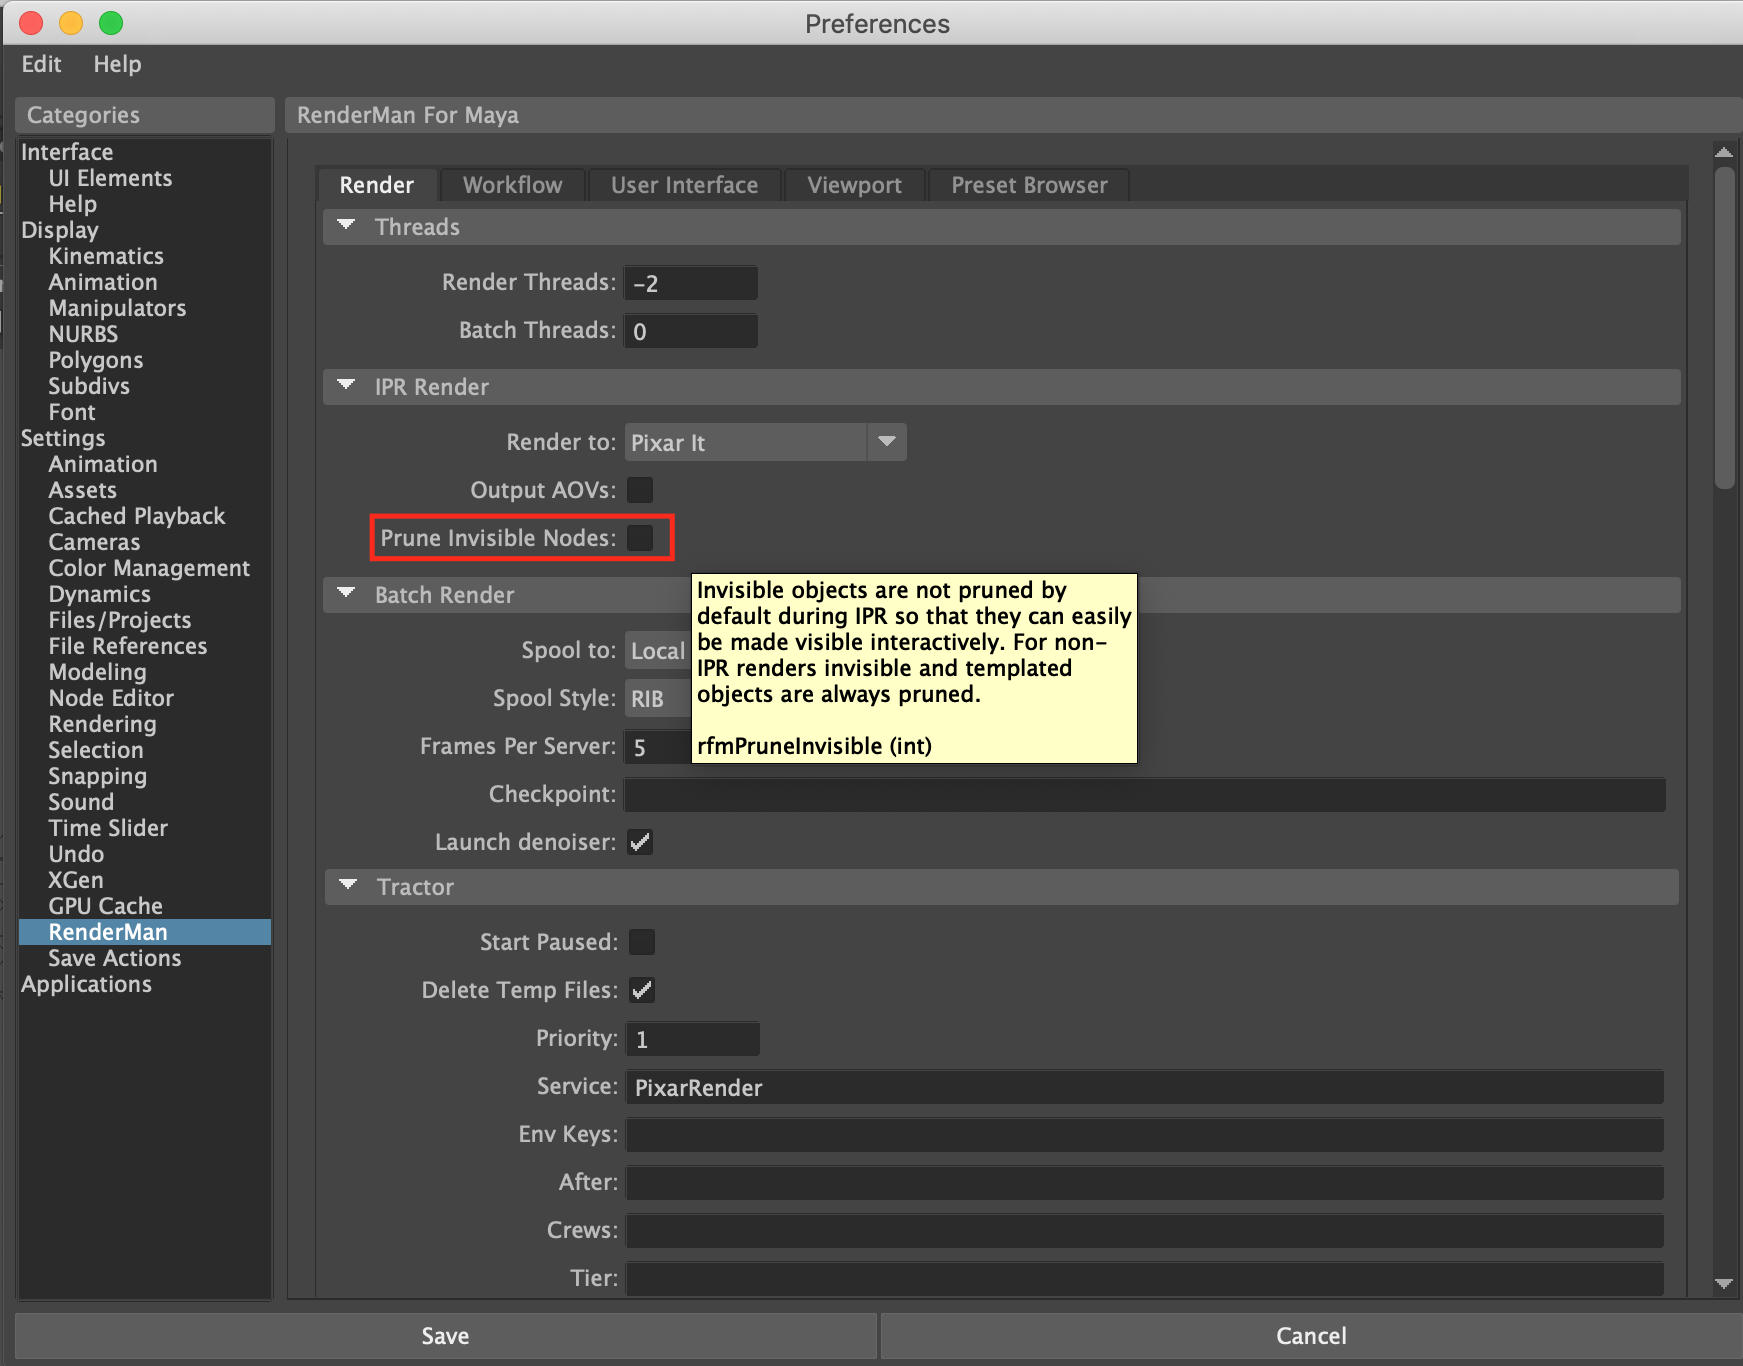 Preferences
Edit Help
Categories
Interface
UI Elements
Help
Display
Kinematics
Animation
Manipulators
NURBS
Polygons
Subdivs
Font
Settings
Animation
Assets
Cached Playback
Cameras
Color Management
Dynamics
Files/Projects
File References
Modeling
Node Editor
Rendering
Selection
Snapping
Sound
Time Slider
Undo
XGen
GPU Cache
RenderMan
Save Actions
Applications
RenderMan For Maya
Render Workflow User Interface Viewport Preset Browser
Threads
Render Threads: -2
Batch Threads: 0
IPR Render
Render to: Pixar It
Output AOVs:
Prune Invisible Nodes:
Invisible objects are not pruned by
default during IPR so that they can easily
be made visible interactively. For non-
IPR renders invisible and templated
objects are always pruned.
rfmPruneInvisible (int)
Batch Render
Spool to: Local
Spool Style: RIB
Frames Per Server: 5
Checkpoint:
Launch denoiser:
Tractor
Start Paused:
Delete Temp Files:
Priority: 1
Service: PixarRender
Env Keys:
After:
Crews:
Tier:
Save Cancel